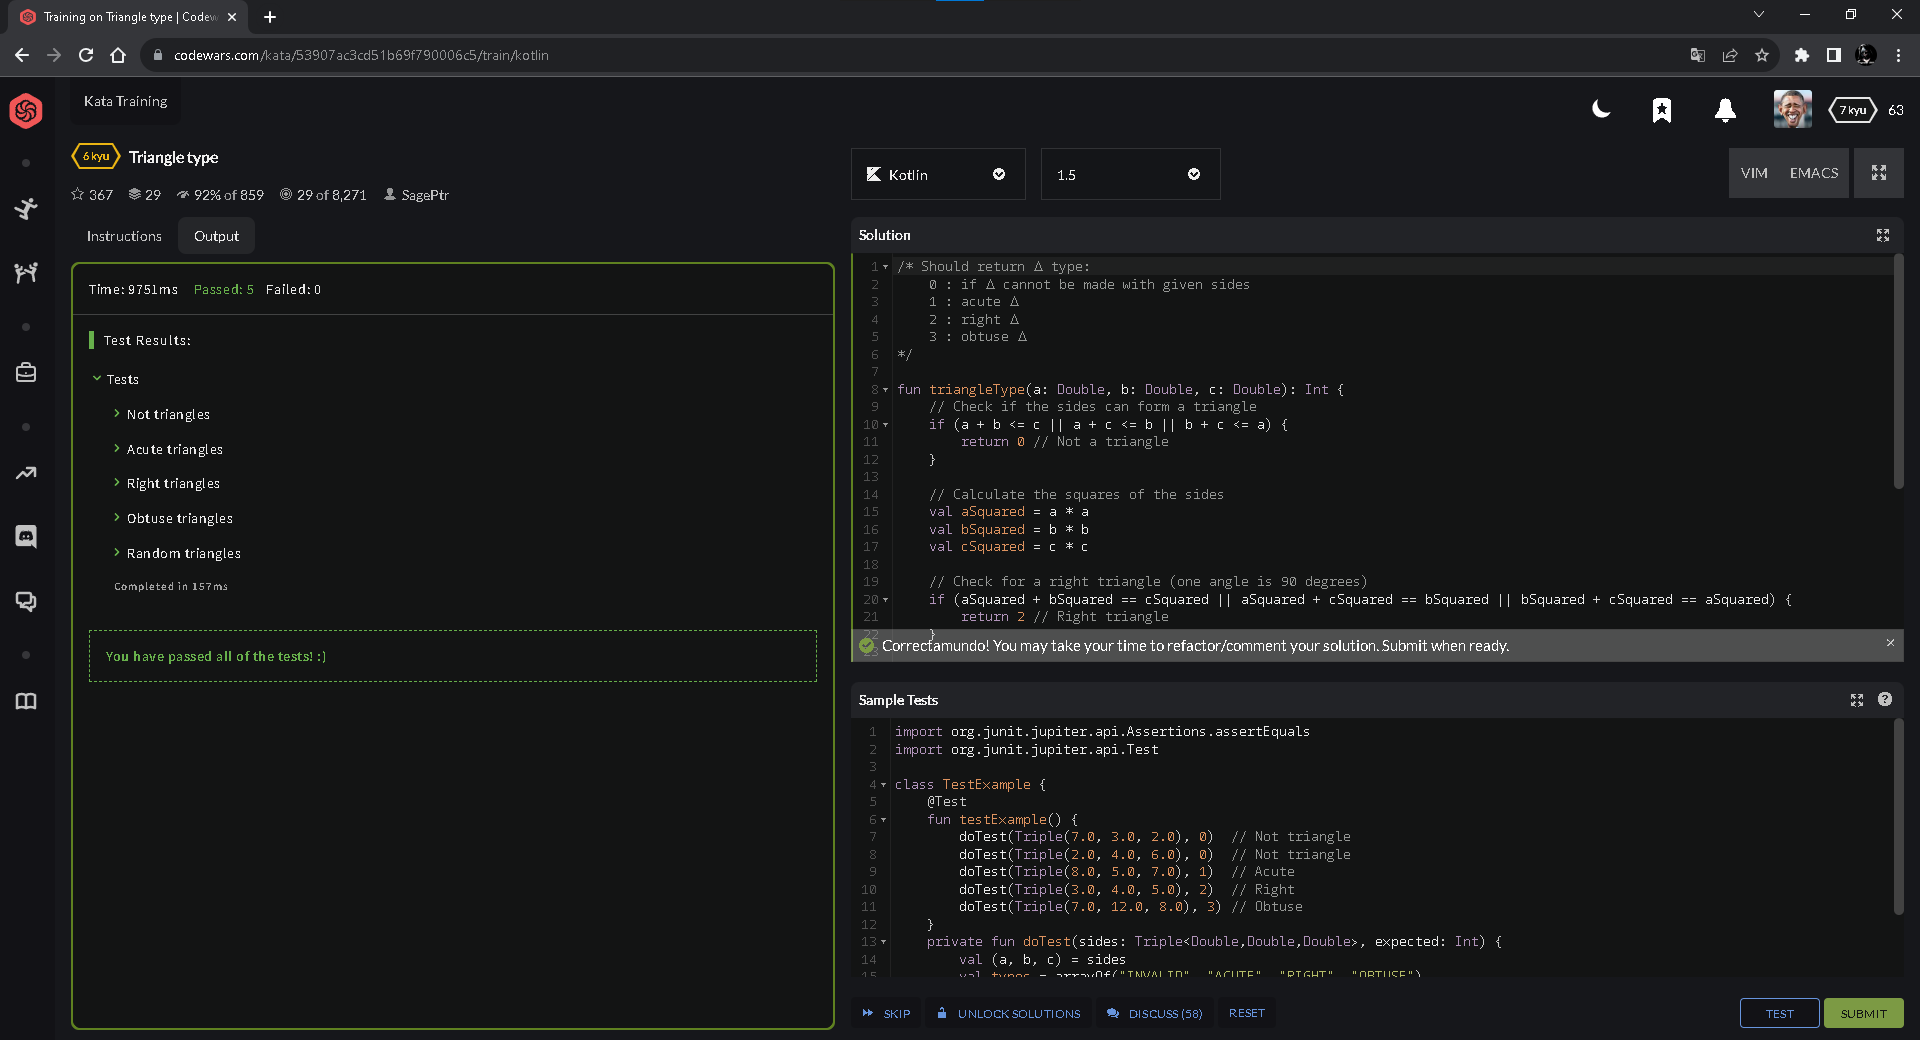 Training on Triangle type | Codew
codewars.com/kata/53907ac3cd51b69f790006c5/train/kotlin
Kata Training
7 kyu 63
6 kyu Triangle type
367 29 92% of 859 29 of 8,271 SagePtr
Instructions Output
Time: 9751ms Passed: 5 Failed: 0
Test Results:
Tests
Not triangles
Acute triangles
Right triangles
Obtuse triangles
Random triangles
Completed in 157ms
You have passed all of the tests! :)
Kotlin 1.5 VIM EMACS
Solution
1 /* Should return ∆ type:
2 0 : if ∆ cannot be made with given sides
3 1 : acute ∆
4 2 : right ∆
5 3 : obtuse ∆
6 */
7
8 fun triangleType(a: Double, b: Double, c: Double): Int {
9 // Check if the sides can form a triangle
10 if (a + b <= c || a + c <= b || b + c <= a) {
11 return 0 // Not a triangle
12 }
13
14 // Calculate the squares of the sides
15 val aSquared = a * a
16 val bSquared = b * b
17 val cSquared = c * c
18
19 // Check for a right triangle (one angle is 90 degrees)
20 if (aSquared + bSquared == cSquared || aSquared + cSquared == bSquared || bSquared + cSquared == aSquared) {
21 return 2 // Right triangle
22 }
23
Correctamundo! You may take your time to refactor/comment your solution. Submit when ready.
Sample Tests
1 import org.junit.jupiter.api.Assertions.assertEquals
2 import org.junit.jupiter.api.Test
3
4 class TestExample {
5 @Test
6 fun testExample() {
7 doTest(Triple(7.0, 3.0, 2.0), 0) // Not triangle
8 doTest(Triple(2.0, 4.0, 6.0), 0) // Not triangle
9 doTest(Triple(8.0, 5.0, 7.0), 1) // Acute
10 doTest(Triple(3.0, 4.0, 5.0), 2) // Right
11 doTest(Triple(7.0, 12.0, 8.0), 3) // Obtuse
12 }
13 private fun doTest(sides: Triple<Double,Double,Double>, expected: Int) {
14 val (a, b, c) = sides
15 val types = arrayOf("INVALID", "ACUTE", "RIGHT", "OBTUSE")
SKIP UNLOCK SOLUTIONS DISCUSS (58) RESET TEST SUBMIT